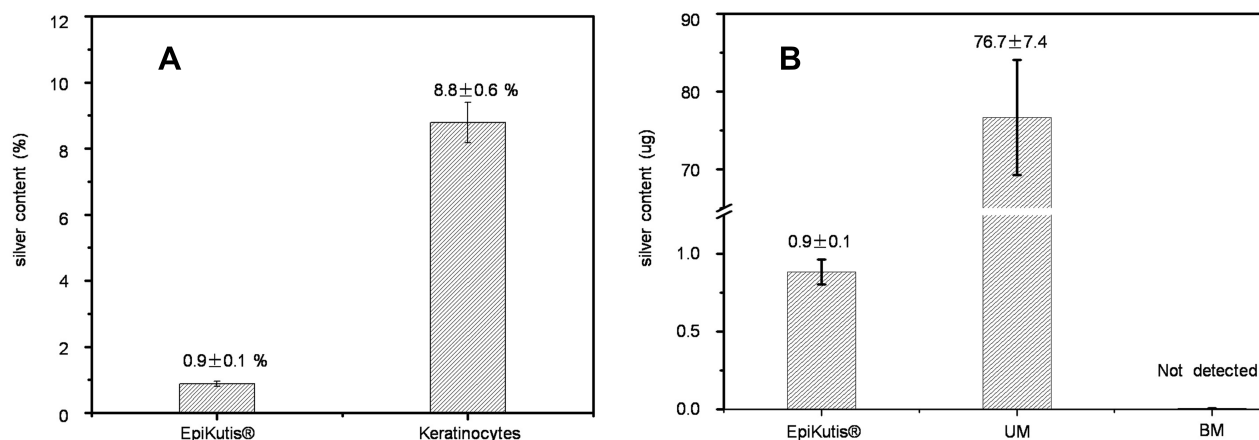 A
silver content (%)
12
10
8
6
4
2
0
0.9±0.1 %
8.8±0.6 %
EpiKutis®
Keratinocytes
B
silver content (ug)
90
80
70
1.0
0.5
0.0
0.9±0.1
76.7±7.4
Not detected
EpiKutis®
UM
BM